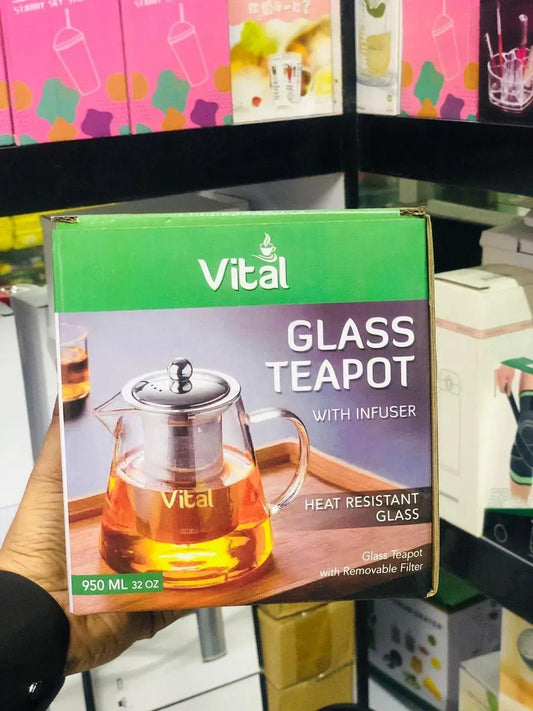 Vital
GLASS
TEAPOT
WITH INFUSER
Vital
HEAT RESISTANT
GLASS
Glass Teapot
with Removable Filter
950 ML 32 OZ